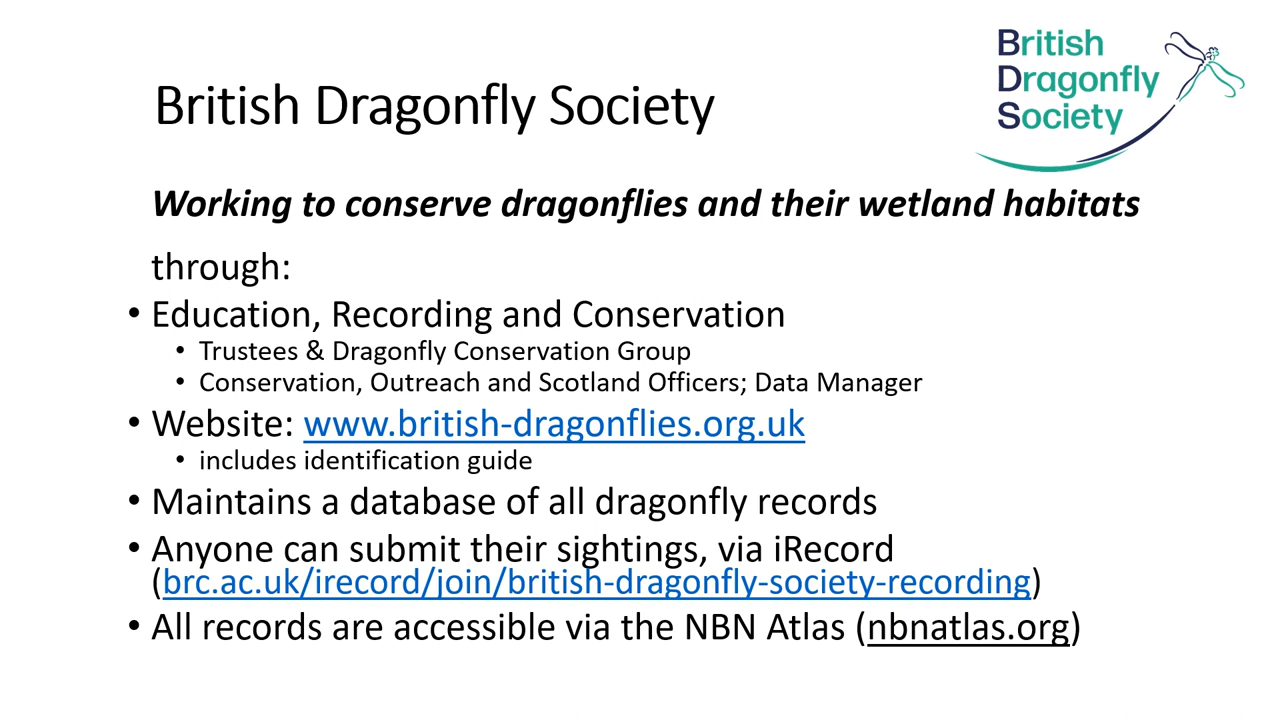 British
Dragonfly
Society
British Dragonfly Society
Working to conserve dragonflies and their wetland habitats
through:
• Education, Recording and Conservation
• Trustees & Dragonfly Conservation Group
• Conservation, Outreach and Scotland Officers; Data Manager
• Website: www.british-dragonflies.org.uk
• includes identification guide
• Maintains a database of all dragonfly records
• Anyone can submit their sightings, via iRecord
(brc.ac.uk/irecord/join/british-dragonfly-society-recording)
• All records are accessible via the NBN Atlas (nbnatlas.org)